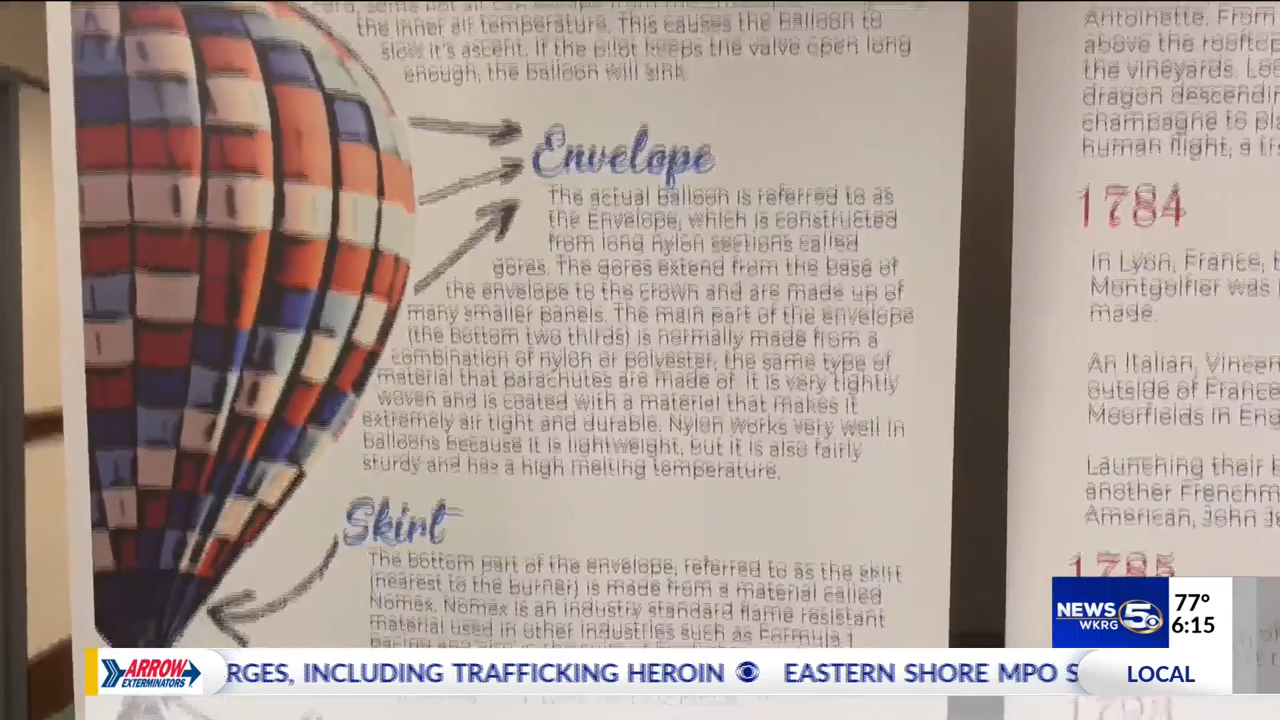 the inner air temperature. This causes the balloon to
slow it's ascent. If the pilot keeps the valve open long
enough, the balloon will sink.
Envelope
The actual balloon is referred to as
the Envelope, which is constructed
from long nylon sections called
gores. The gores extend from the base of
the envelope to the crown and are made up of
many smaller panels. The main part of the envelope
(the bottom two thirds) is normally made from a
combination of nylon or polyester, the same type of
material that parachutes are made of. It is very tightly
woven and is coated with a material that makes it
extremely air tight and durable. Nylon works very well in
balloons because it is lightweight, but it is also fairly
sturdy and has a high melting temperature.
Skirt
The bottom part of the envelope, referred to as the skirt
(nearest to the burner) is made from a material called
Nomex. Nomex is an industry standard flame resistant
material used in other industries such as Formula 1
Antoinette. From
above the rooftop
the vineyards.
dragon descendin
champagne to pl
human flight, a
1784
In Lyon, France,
Montgolfier was
made.
An Italian, Vincen
outside of France
Moorfields in Eng
Launching their
another Frenchm
American, John
1785
NEWS 5 WKRG
77°
6:15
ARROW EXTERMINATORS
RGES, INCLUDING TRAFFICKING HEROIN EASTERN SHORE MPO S
LOCAL